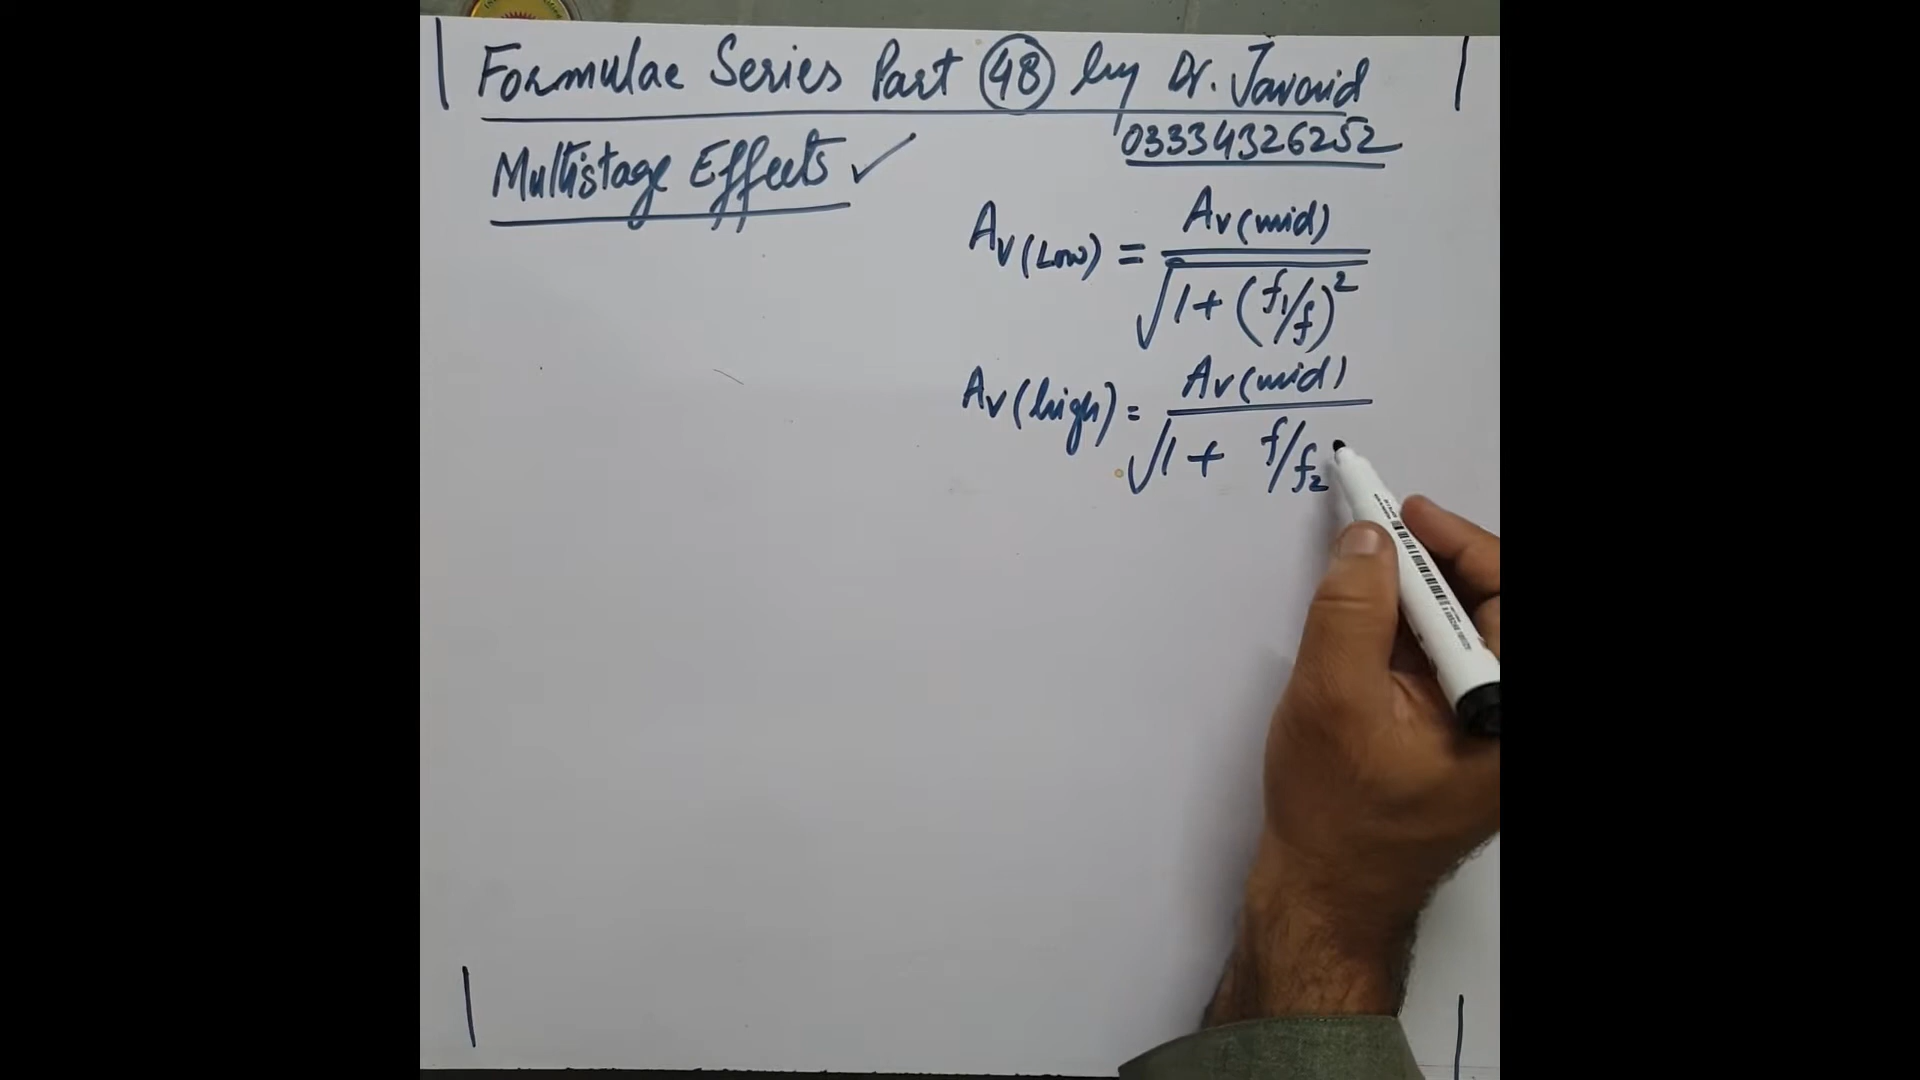 Formulae Series Part 48 by Dr. Javaid
03334326252
Multistage Effects ✓
Av(Low) = Av(mid) / √1 + (f1/f)²
Av(high) = Av(mid) / √1 + f/f2